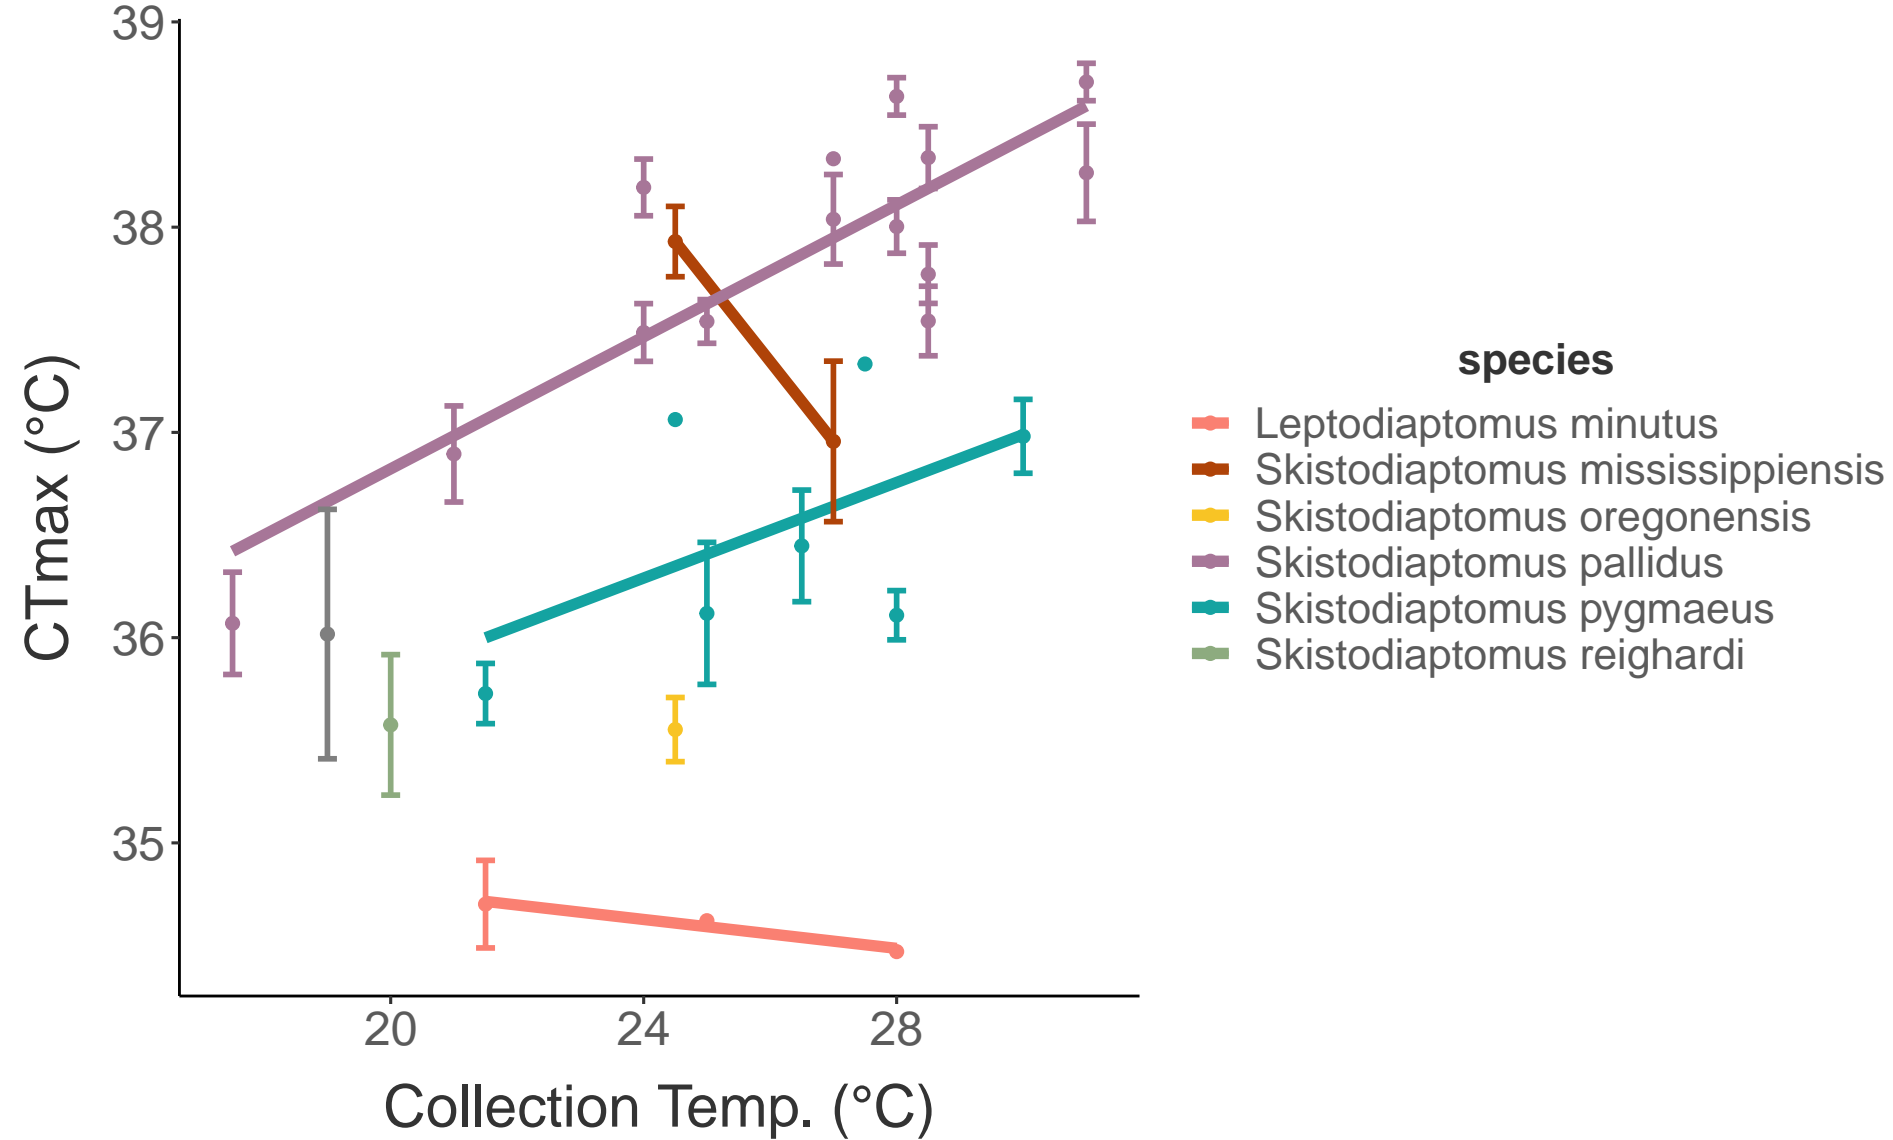 39
38
37
36
35
CTmax (°C)
20
24
28
Collection Temp. (°C)
species
Leptodiaptomus minutus
Skistodiaptomus mississippiensis
Skistodiaptomus oregonensis
Skistodiaptomus pallidus
Skistodiaptomus pygmaeus
Skistodiaptomus reighardi